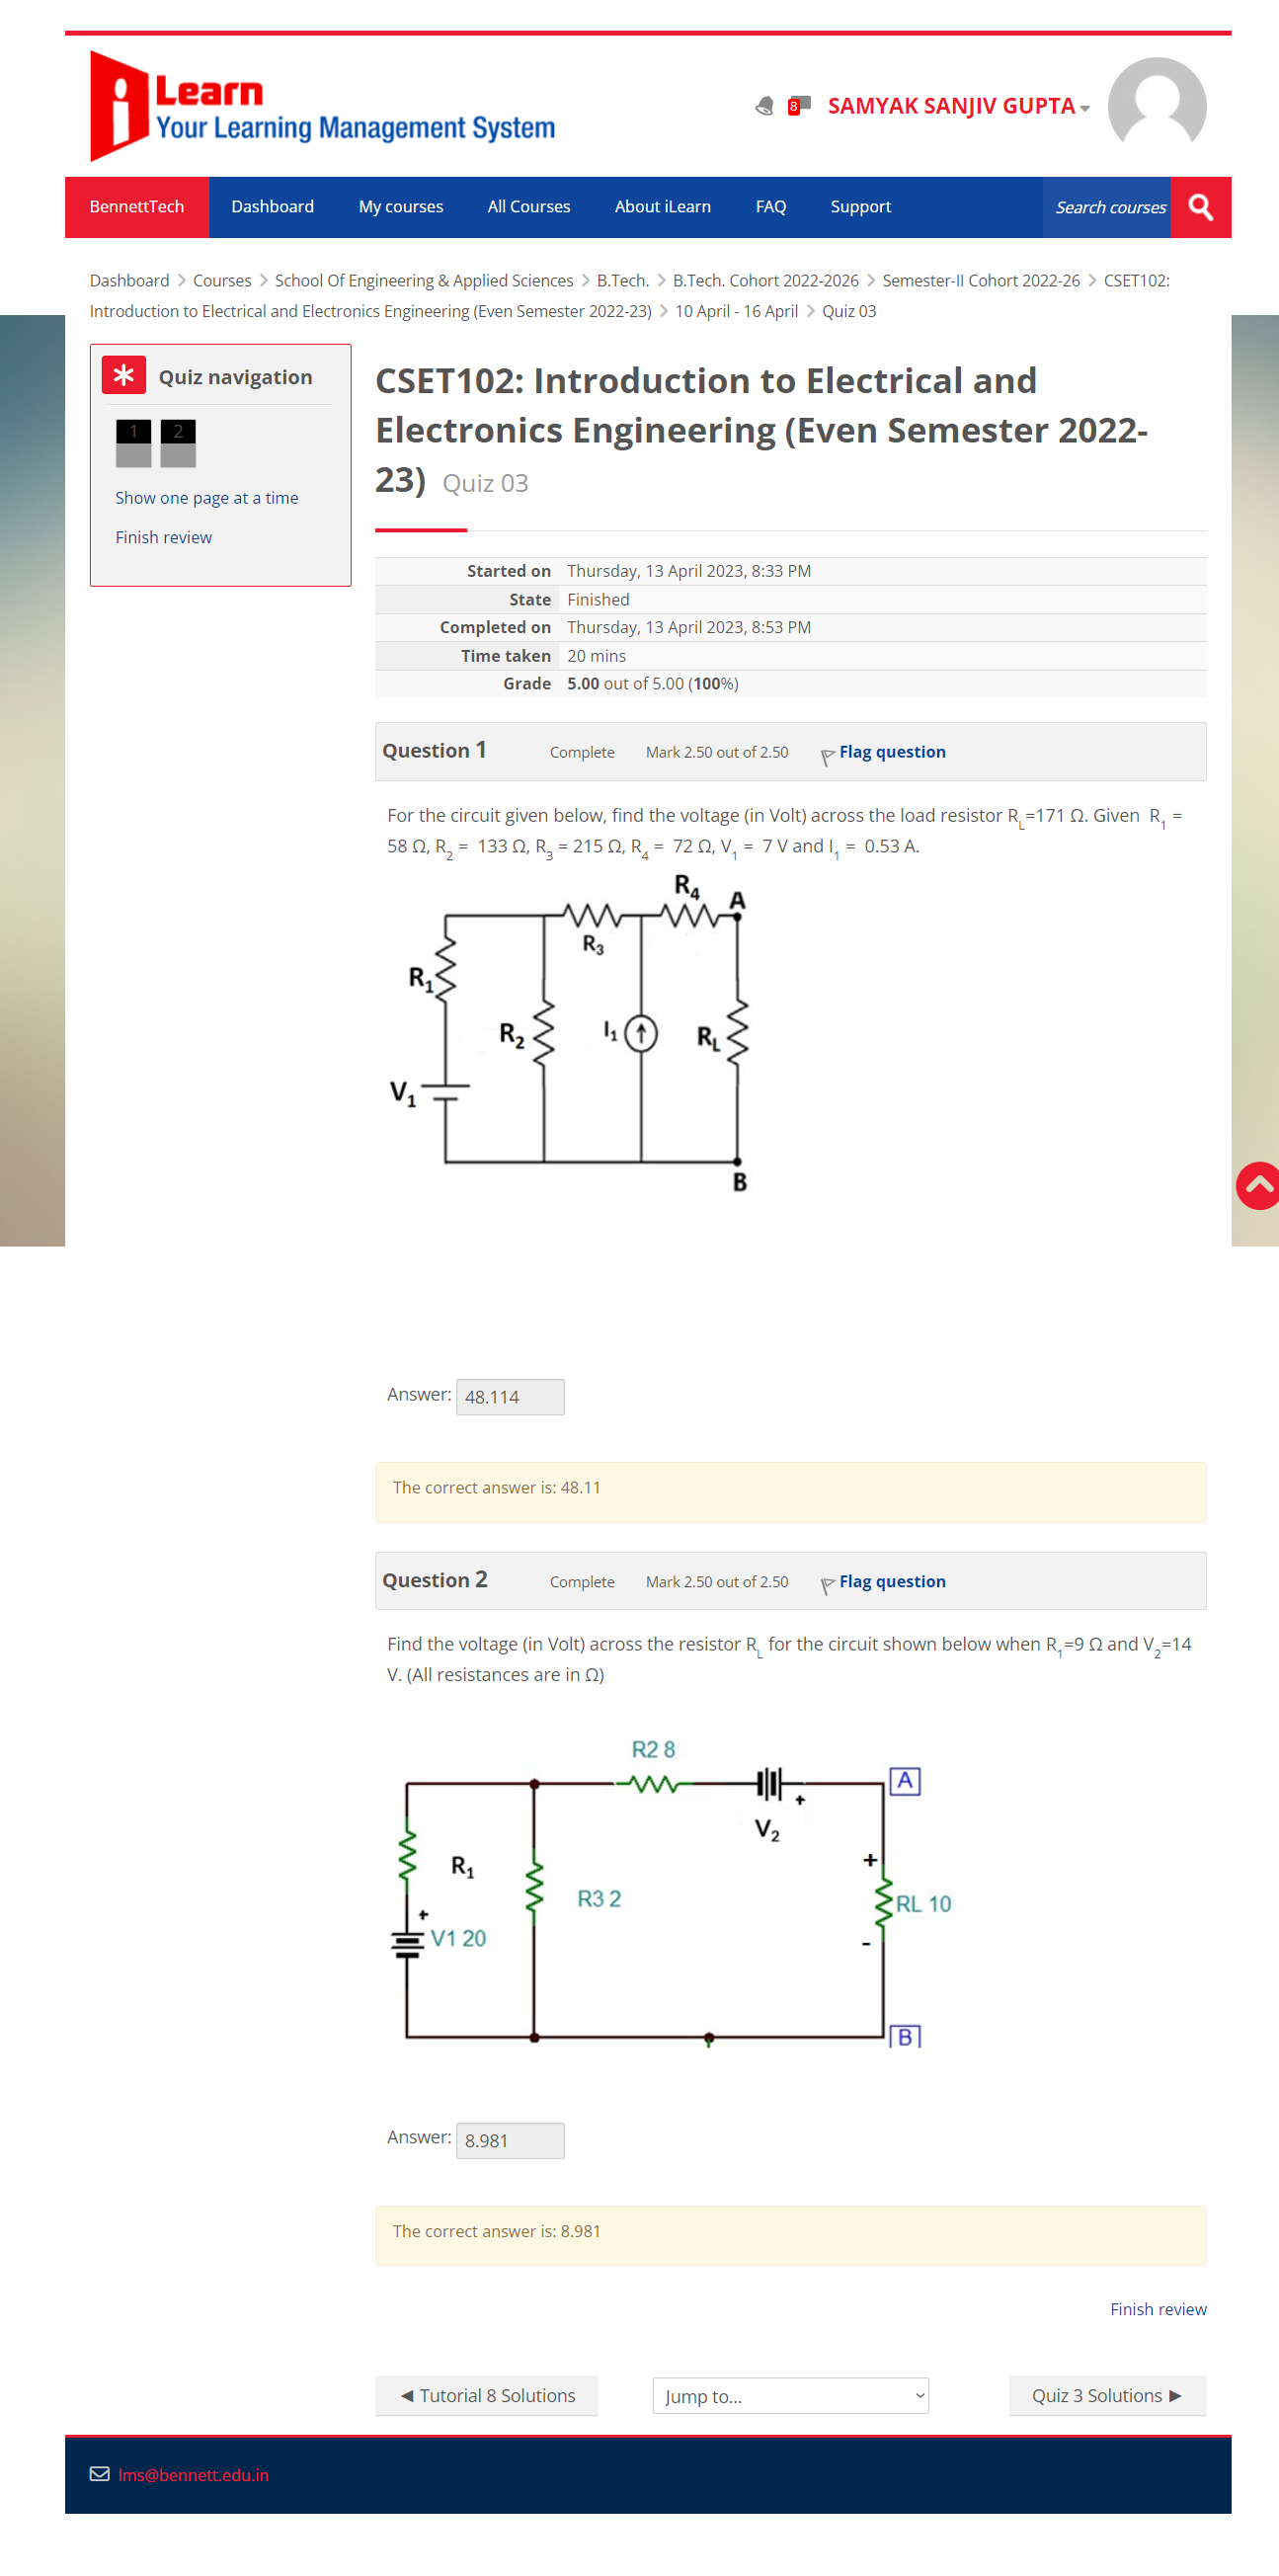 i Learn
Your Learning Management System
8 SAMYAK SANJIV GUPTA
BennettTech Dashboard My courses All Courses About iLearn FAQ Support Search courses
Dashboard > Courses > School Of Engineering & Applied Sciences > B.Tech. > B.Tech. Cohort 2022-2026 > Semester-II Cohort 2022-26 > CSET102:
Introduction to Electrical and Electronics Engineering (Even Semester 2022-23) > 10 April - 16 April > Quiz 03
Quiz navigation
1 2
Show one page at a time
Finish review
CSET102: Introduction to Electrical and
Electronics Engineering (Even Semester 2022-
23) Quiz 03
Started on Thursday, 13 April 2023, 8:33 PM
State Finished
Completed on Thursday, 13 April 2023, 8:53 PM
Time taken 20 mins
Grade 5.00 out of 5.00 (100%)
Question 1 Complete Mark 2.50 out of 2.50 Flag question
For the circuit given below, find the voltage (in Volt) across the load resistor R_L=171 Ω. Given R_1 =
58 Ω, R_2 = 133 Ω, R_3 = 215 Ω, R_4 = 72 Ω, V_1 = 7 V and I_1 = 0.53 A.
R4
A
R3
R1
R2
I1
RL
V1
B
Answer: 48.114
The correct answer is: 48.11
Question 2 Complete Mark 2.50 out of 2.50 Flag question
Find the voltage (in Volt) across the resistor R_L for the circuit shown below when R_1=9 Ω and V_2=14
V. (All resistances are in Ω)
R2 8
A
+
V2
+
R1
R3 2
RL 10
+
V1 20
-
B
Answer: 8.981
The correct answer is: 8.981
Finish review
◄ Tutorial 8 Solutions
Jump to...
Quiz 3 Solutions ►
lms@bennett.edu.in